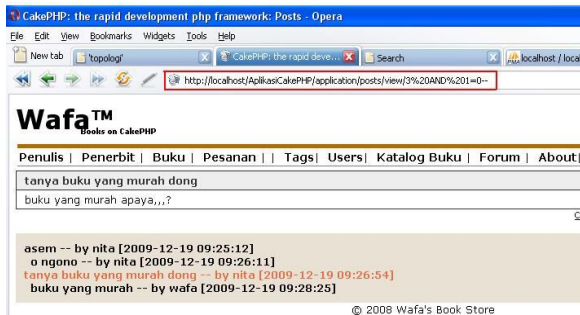 CakePHP: the rapid development php framework: Posts - Opera
File Edit View Bookmarks Widgets Tools Help
New tab 'topologi' CakePHP: the rapid deve... Search localhost / local
http://localhost/AplikasiCakePHP/application/posts/view/3%20AND%201=0--
Wafa™
Books on CakePHP
Penulis | Penerbit | Buku | Pesanan | | Tags| Users| Katalog Buku | Forum | About|
tanya buku yang murah dong
buku yang murah apaya,,,?
asem -- by nita [2009-12-19 09:25:12]
o ngono -- by nita [2009-12-19 09:26:11]
tanya buku yang murah dong -- by nita [2009-12-19 09:26:54]
buku yang murah -- by wafa [2009-12-19 09:28:25]
© 2008 Wafa's Book Store